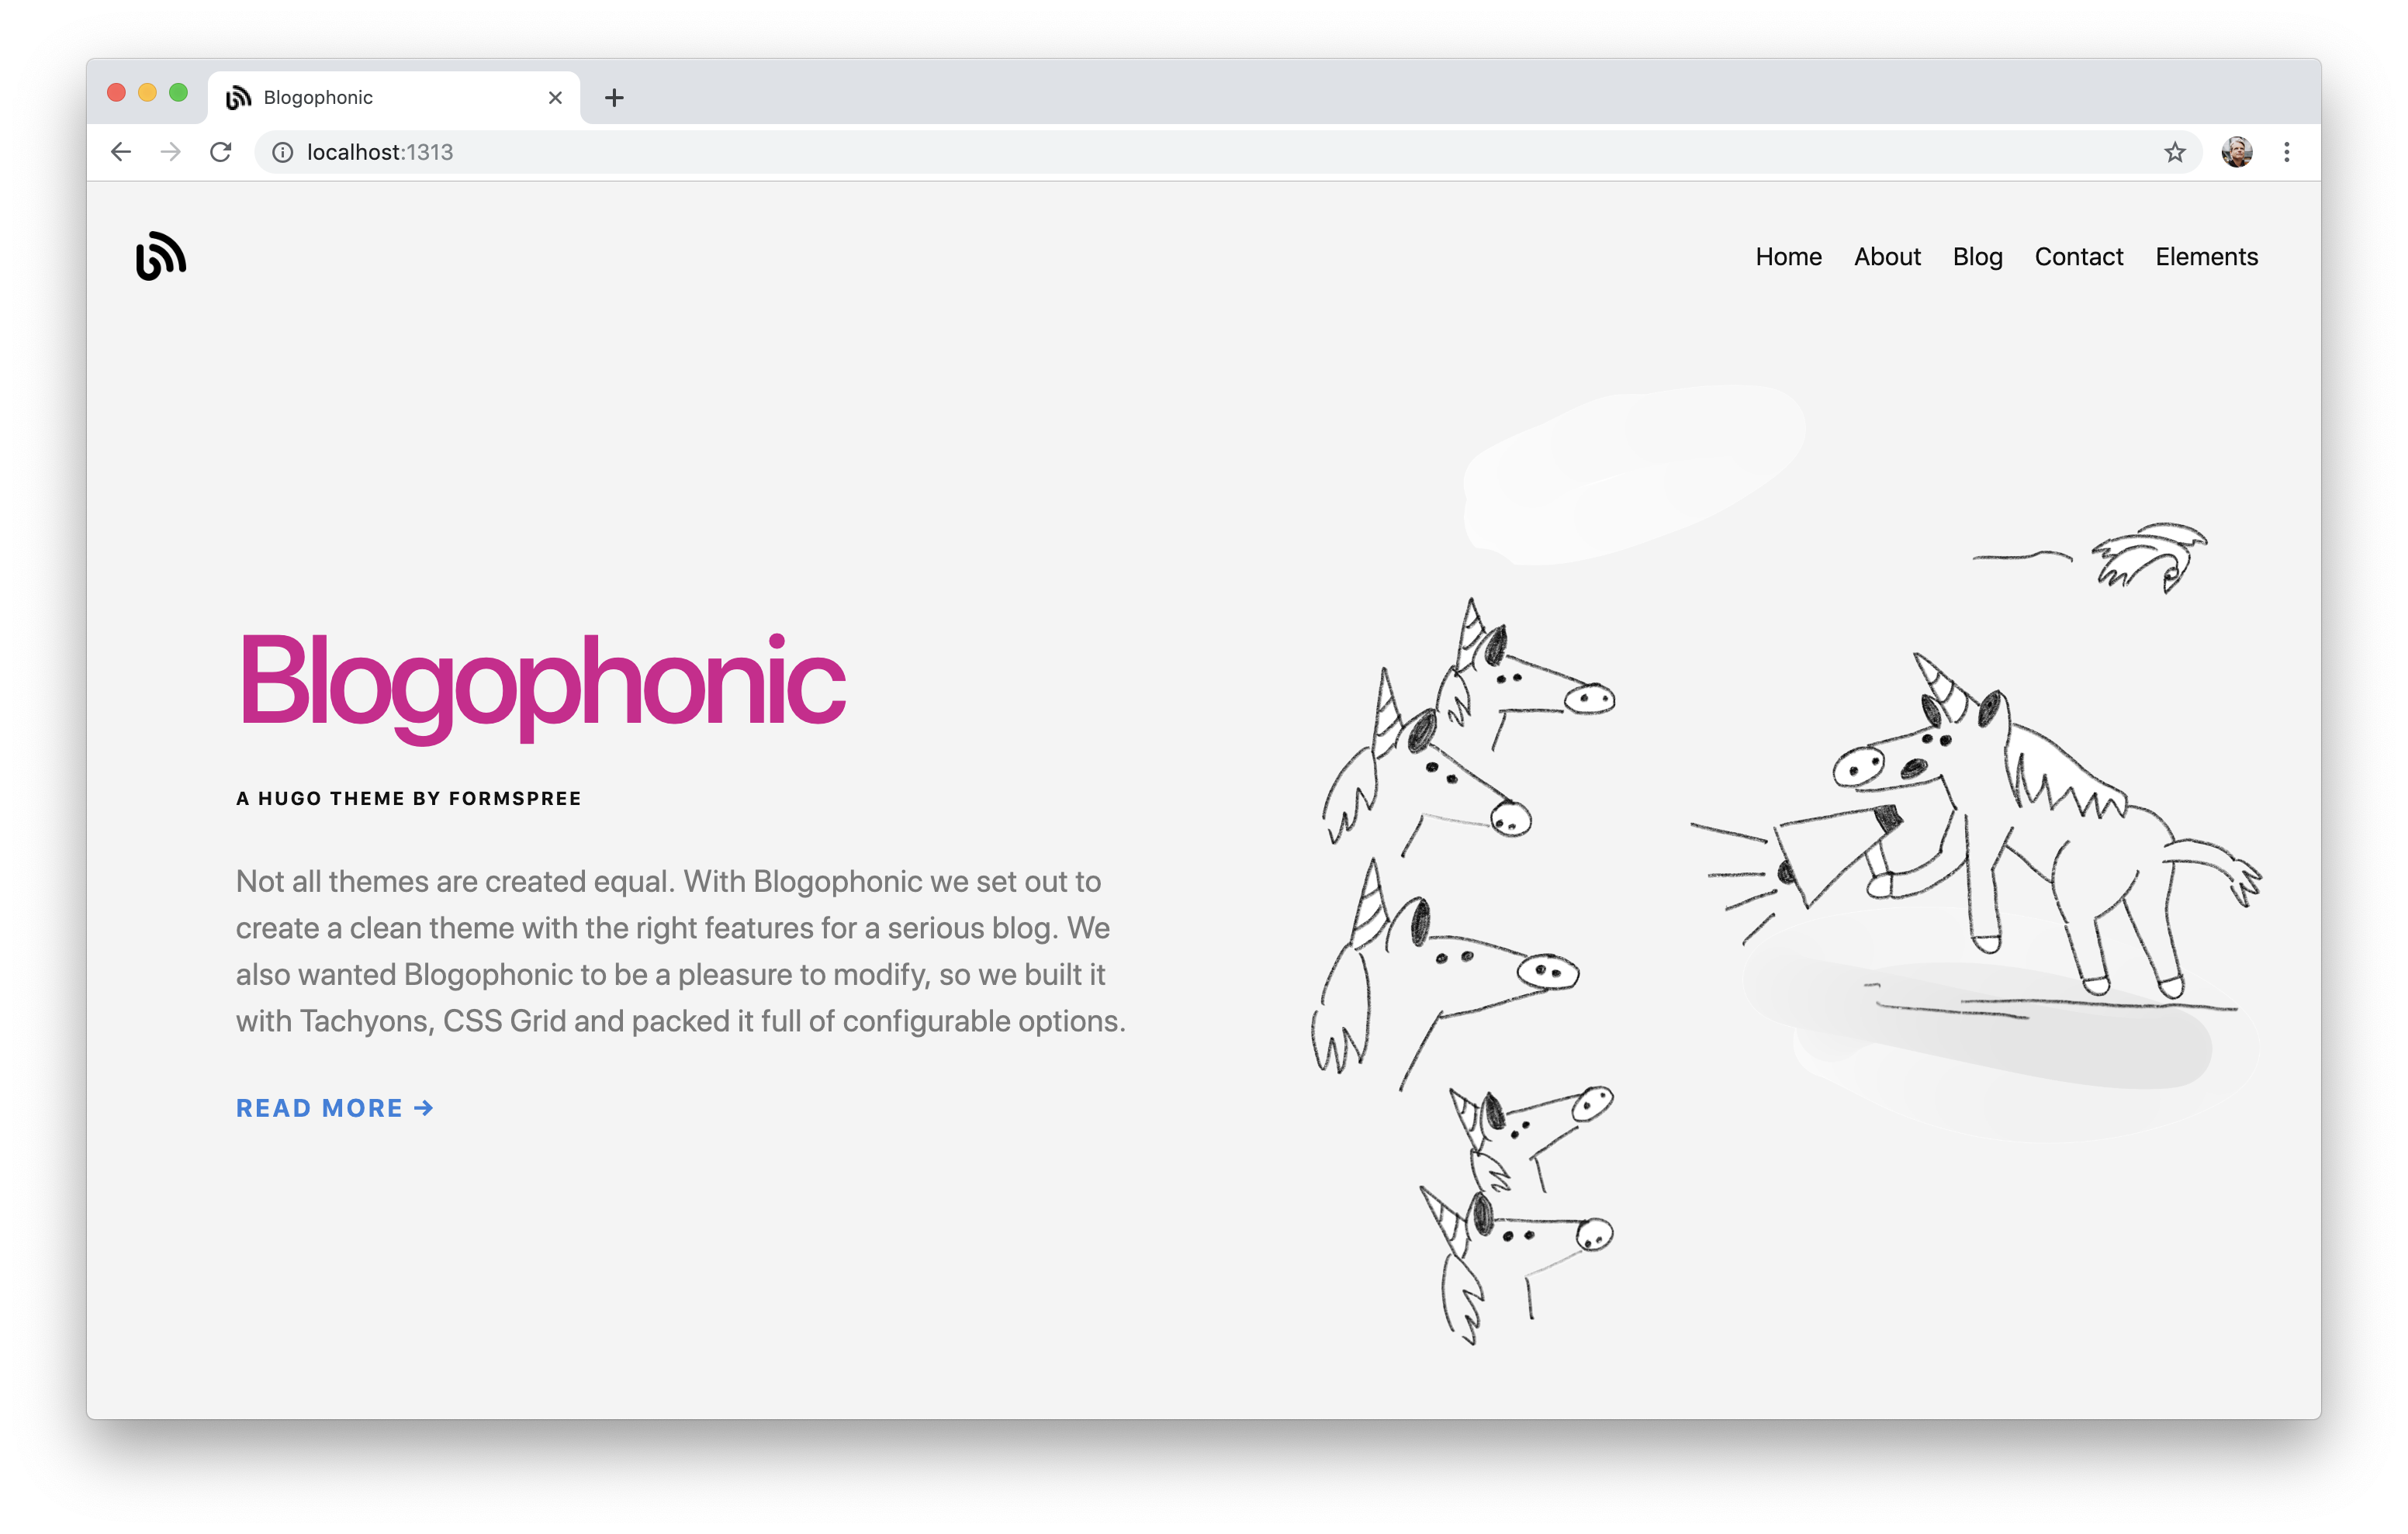 Blogophonic
localhost:1313
Home About Blog Contact Elements
Blogophonic
A HUGO THEME BY FORMSPREE
Not all themes are created equal. With Blogophonic we set out to
create a clean theme with the right features for a serious blog. We
also wanted Blogophonic to be a pleasure to modify, so we built it
with Tachyons, CSS Grid and packed it full of configurable options.
READ MORE →